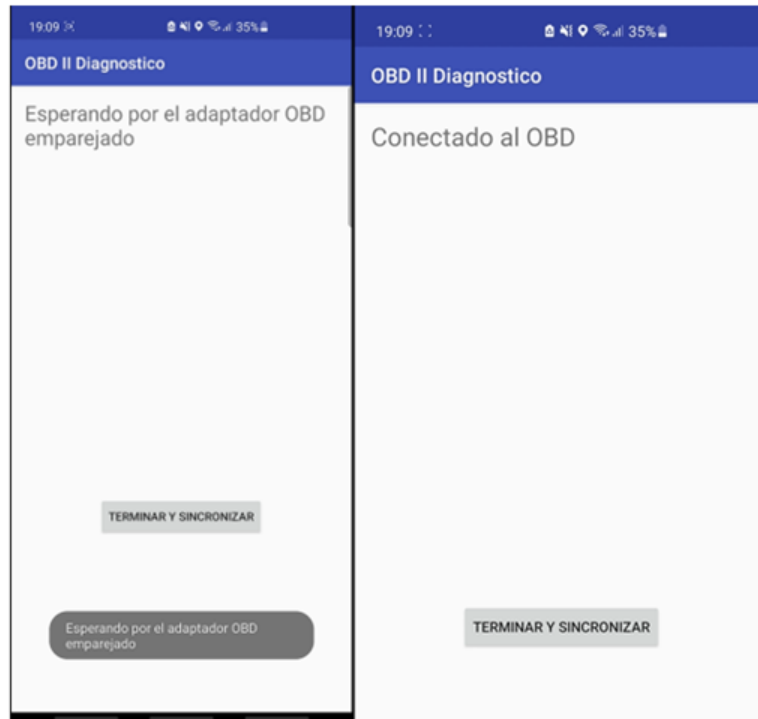 19:09
35%
OBD II Diagnostico
Esperando por el adaptador OBD
emparejado
TERMINAR Y SINCRONIZAR
Esperando por el adaptador OBD
emparejado
19:09
35%
OBD II Diagnostico
Conectado al OBD
TERMINAR Y SINCRONIZAR